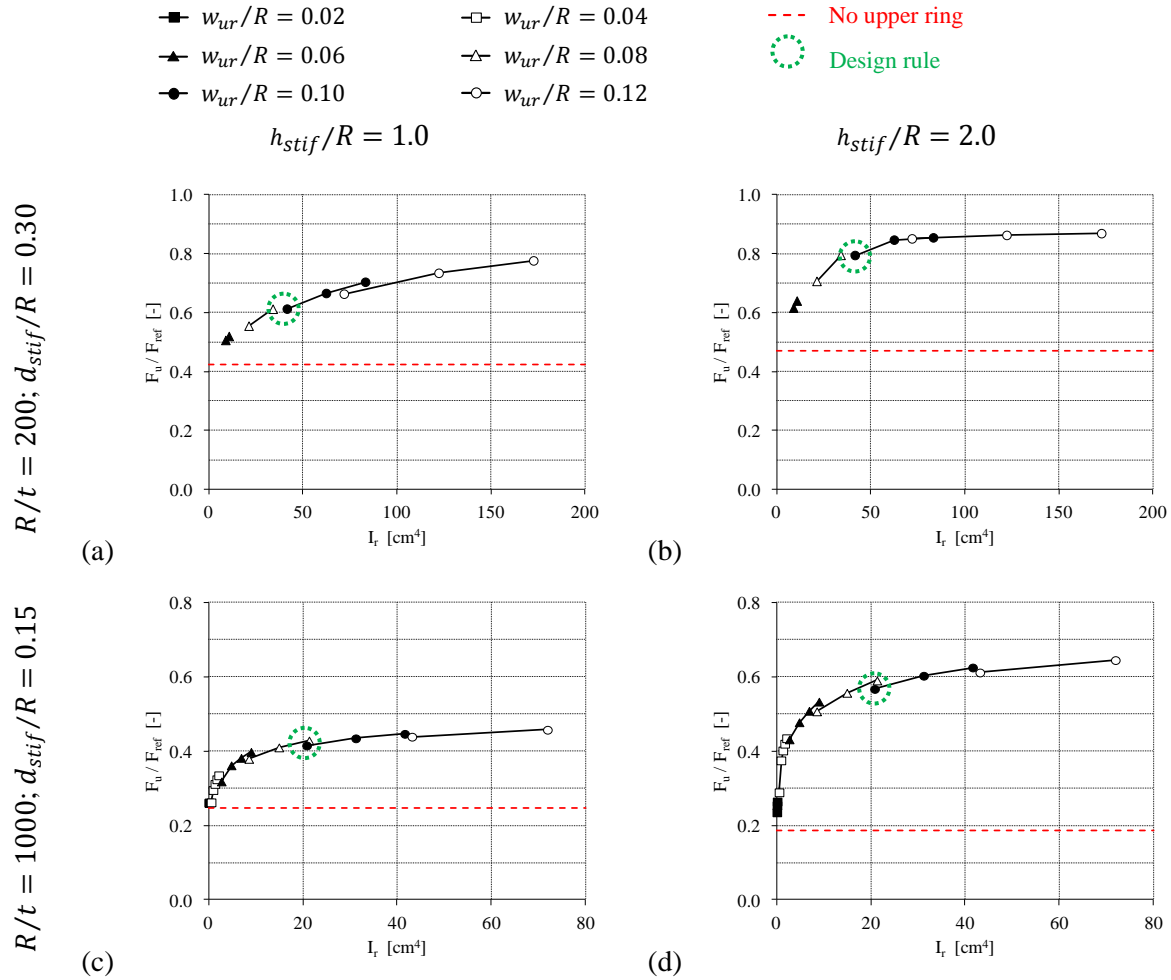 w_ur/R = 0.02
w_ur/R = 0.04
No upper ring
w_ur/R = 0.06
w_ur/R = 0.08
Design rule
w_ur/R = 0.10
w_ur/R = 0.12
h_stif/R = 1.0
h_stif/R = 2.0
R/t = 200; d_stif/R = 0.30
1.0
0.8
0.6
0.4
0.2
0.0
F_u / F_ref [-]
0 50 100 150 200
I_r [cm⁴]
(a)
1.0
0.8
0.6
0.4
0.2
0.0
F_u / F_ref [-]
0 50 100 150 200
I_r [cm⁴]
(b)
R/t = 1000; d_stif/R = 0.15
0.8
0.6
0.4
0.2
0.0
F_u / F_ref [-]
0 20 40 60 80
I_r [cm⁴]
(c)
0.8
0.6
0.4
0.2
0.0
F_u / F_ref [-]
0 20 40 60 80
I_r [cm⁴]
(d)